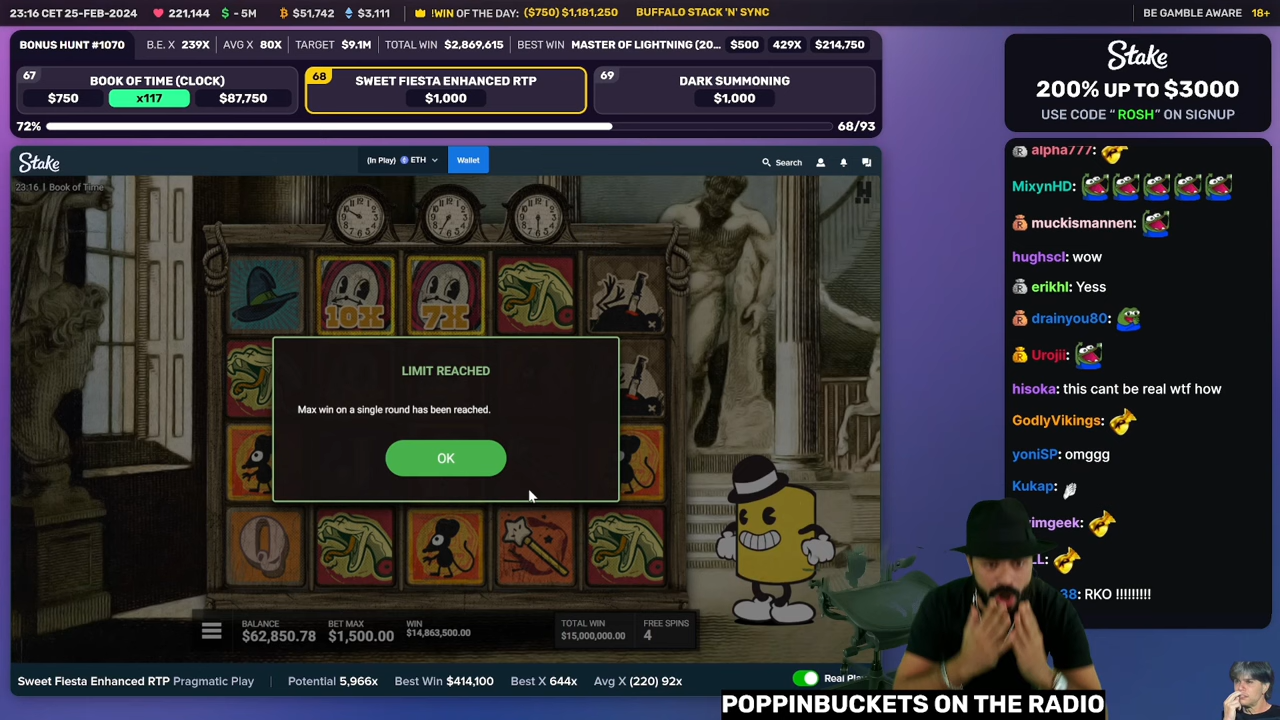 23:16 CET 25-FEB-2024 221,144 $ - 5M $51,742 $3,111 !WIN OF THE DAY: ($750) $1,181,250 BUFFALO STACK 'N' SYNC BE GAMBLE AWARE 18+
BONUS HUNT #1070 B.E. X 239X AVG X 80X TARGET $9.1M TOTAL WIN $2,869,615 BEST WIN MASTER OF LIGHTNING (20... $500 429X $214,750
67 BOOK OF TIME (CLOCK)
$750 x117 $87,750
68 SWEET FIESTA ENHANCED RTP
$1,000
69 DARK SUMMONING
$1,000
72% 68/93
Stake
200% UP TO $3000
USE CODE " ROSH" ON SIGNUP
Stake (In Play) ETH Wallet Search
23:16 | Book of Time
10X 7X
LIMIT REACHED
Max win on a single round has been reached.
OK
Q
BALANCE
$62,850.78
BET MAX
$1,500.00
WIN
$14,863,500.00
TOTAL WIN
$15,000,000.00
FREE SPINS
4
Sweet Fiesta Enhanced RTP Pragmatic Play Potential 5,966x Best Win $414,100 Best X 644x Avg X (220) 92x Real Pla
alpha777:
MixynHD:
muckismannen:
hughscl: wow
erikhl: Yess
drainyou80:
Urojii:
hisoka: this cant be real wtf how
GodlyVikings:
yoniSP: omggg
Kukap:
imgeek:
LL:
38: RKO !!!!!!!!!
POPPINBUCKETS ON THE RADIO